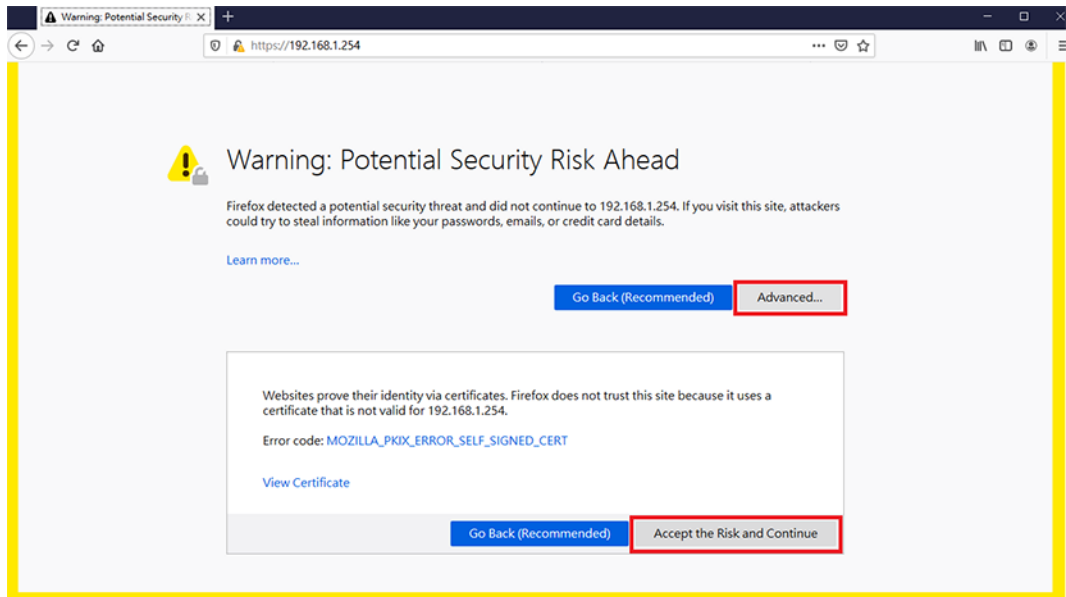 Warning: Potential Security R
https://192.168.1.254
Warning: Potential Security Risk Ahead
Firefox detected a potential security threat and did not continue to 192.168.1.254. If you visit this site, attackers
could try to steal information like your passwords, emails, or credit card details.
Learn more...
Go Back (Recommended)
Advanced...
Websites prove their identity via certificates. Firefox does not trust this site because it uses a
certificate that is not valid for 192.168.1.254.
Error code: MOZILLA_PKIX_ERROR_SELF_SIGNED_CERT
View Certificate
Go Back (Recommended)
Accept the Risk and Continue